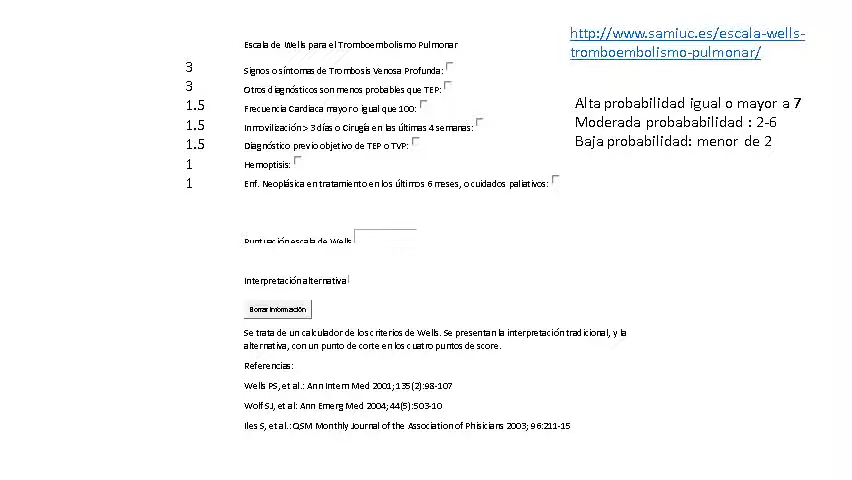 Escala de Wells para el Tromboembolismo Pulmonar
3 Signos o síntomas de Trombosis Venosa Profunda:
3 Otros diagnósticos son menos probables que TEP:
1.5 Frecuencia Cardiaca mayor o igual que 100:
1.5 Inmovilización > 3 días o Cirugía en las últimas 4 semanas:
1.5 Diagnóstico previo objetivo de TEP o TVP:
1 Hemoptisis:
1 Enf. Neoplásica en tratamiento en los últimos 6 meses, o cuidados paliativos:
http://www.samiuc.es/escala-wells-
tromboembolismo-pulmonar/
Alta probabilidad igual o mayor a 7
Moderada probababilidad : 2-6
Baja probabilidad: menor de 2
Puntuación escala de Wells
Interpretación alternativa
Borrar información
Se trata de un calculador de los criterios de Wells. Se presentan la interpretación tradicional, y la
alternativa, con un punto de corte en los cuatro puntos de score.
Referencias:
Wells PS, et al.: Ann Intern Med 2001; 135(2):98-107
Wolf SJ, et al: Ann Emerg Med 2004; 44(5):503-10
Iles S, et al.: QSM Monthly Journal of the Association of Phisicians 2003; 96:211-15